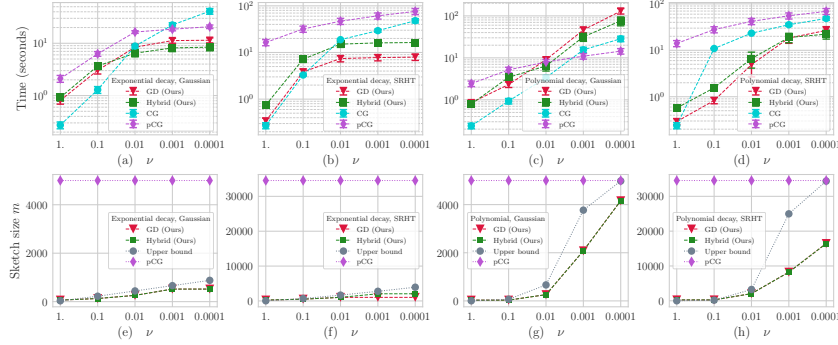 Time (seconds)
10^1
10^0
Exponential decay, Gaussian
GD (Ours)
Hybrid (Ours)
CG
pCG
1. 0.1 0.01 0.001 0.0001
(a) ν
10^2
10^1
10^0
Exponential decay, SRHT
GD (Ours)
Hybrid (Ours)
CG
pCG
1. 0.1 0.01 0.001 0.0001
(b) ν
10^2
10^1
10^0
Polynomial decay, Gaussian
GD (Ours)
Hybrid (Ours)
CG
pCG
1. 0.1 0.01 0.001 0.0001
(c) ν
10^2
10^1
10^0
Polynomial decay, SRHT
GD (Ours)
Hybrid (Ours)
CG
pCG
1. 0.1 0.01 0.001 0.0001
(d) ν
Sketch size m
4000
2000
0
Exponential decay, Gaussian
GD (Ours)
Hybrid (Ours)
Upper bound
pCG
1. 0.1 0.01 0.001 0.0001
(e) ν
30000
20000
10000
0
Exponential decay, SRHT
GD (Ours)
Hybrid (Ours)
Upper bound
pCG
1. 0.1 0.01 0.001 0.0001
(f) ν
4000
2000
0
Polynomial, Gaussian
GD (Ours)
Hybrid (Ours)
Upper bound
pCG
1. 0.1 0.01 0.001 0.0001
(g) ν
30000
20000
10000
0
Polynomial decay, SRHT
GD (Ours)
Hybrid (Ours)
Upper bound
pCG
1. 0.1 0.01 0.001 0.0001
(h) ν